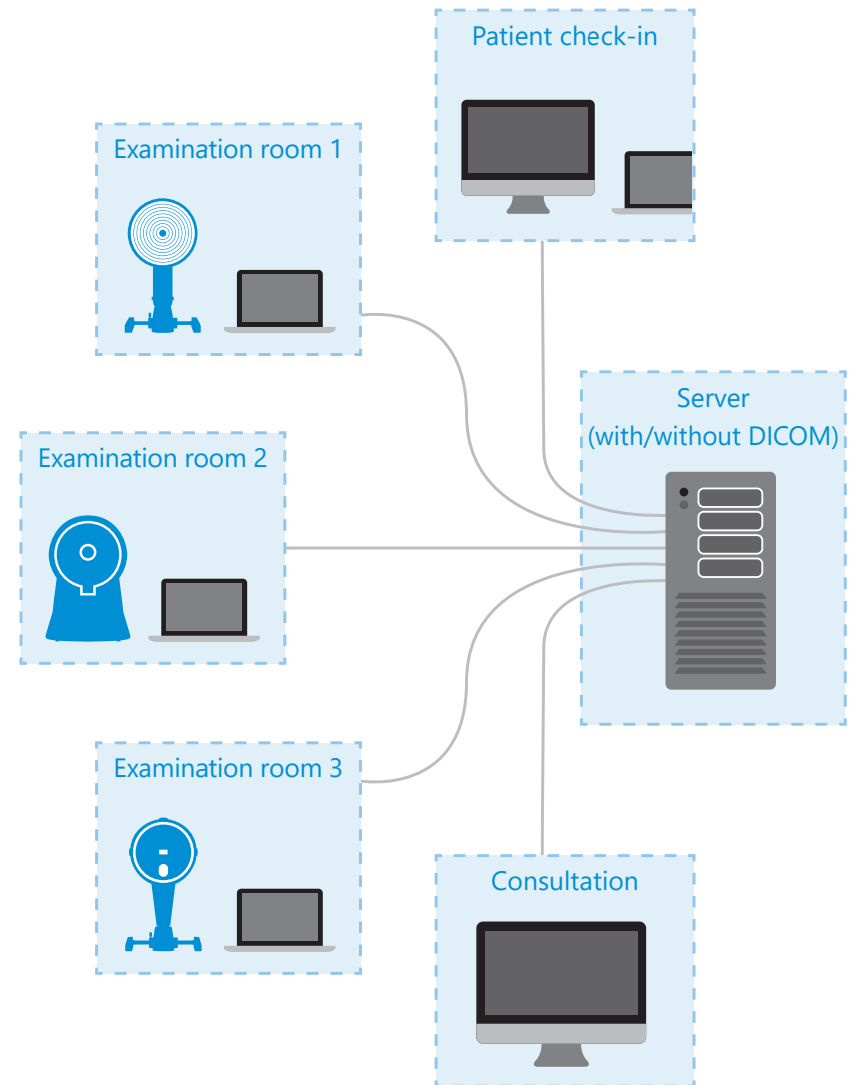 Patient check-in
Examination room 1
Server
(with/without DICOM)
Examination room 2
Examination room 3
Consultation